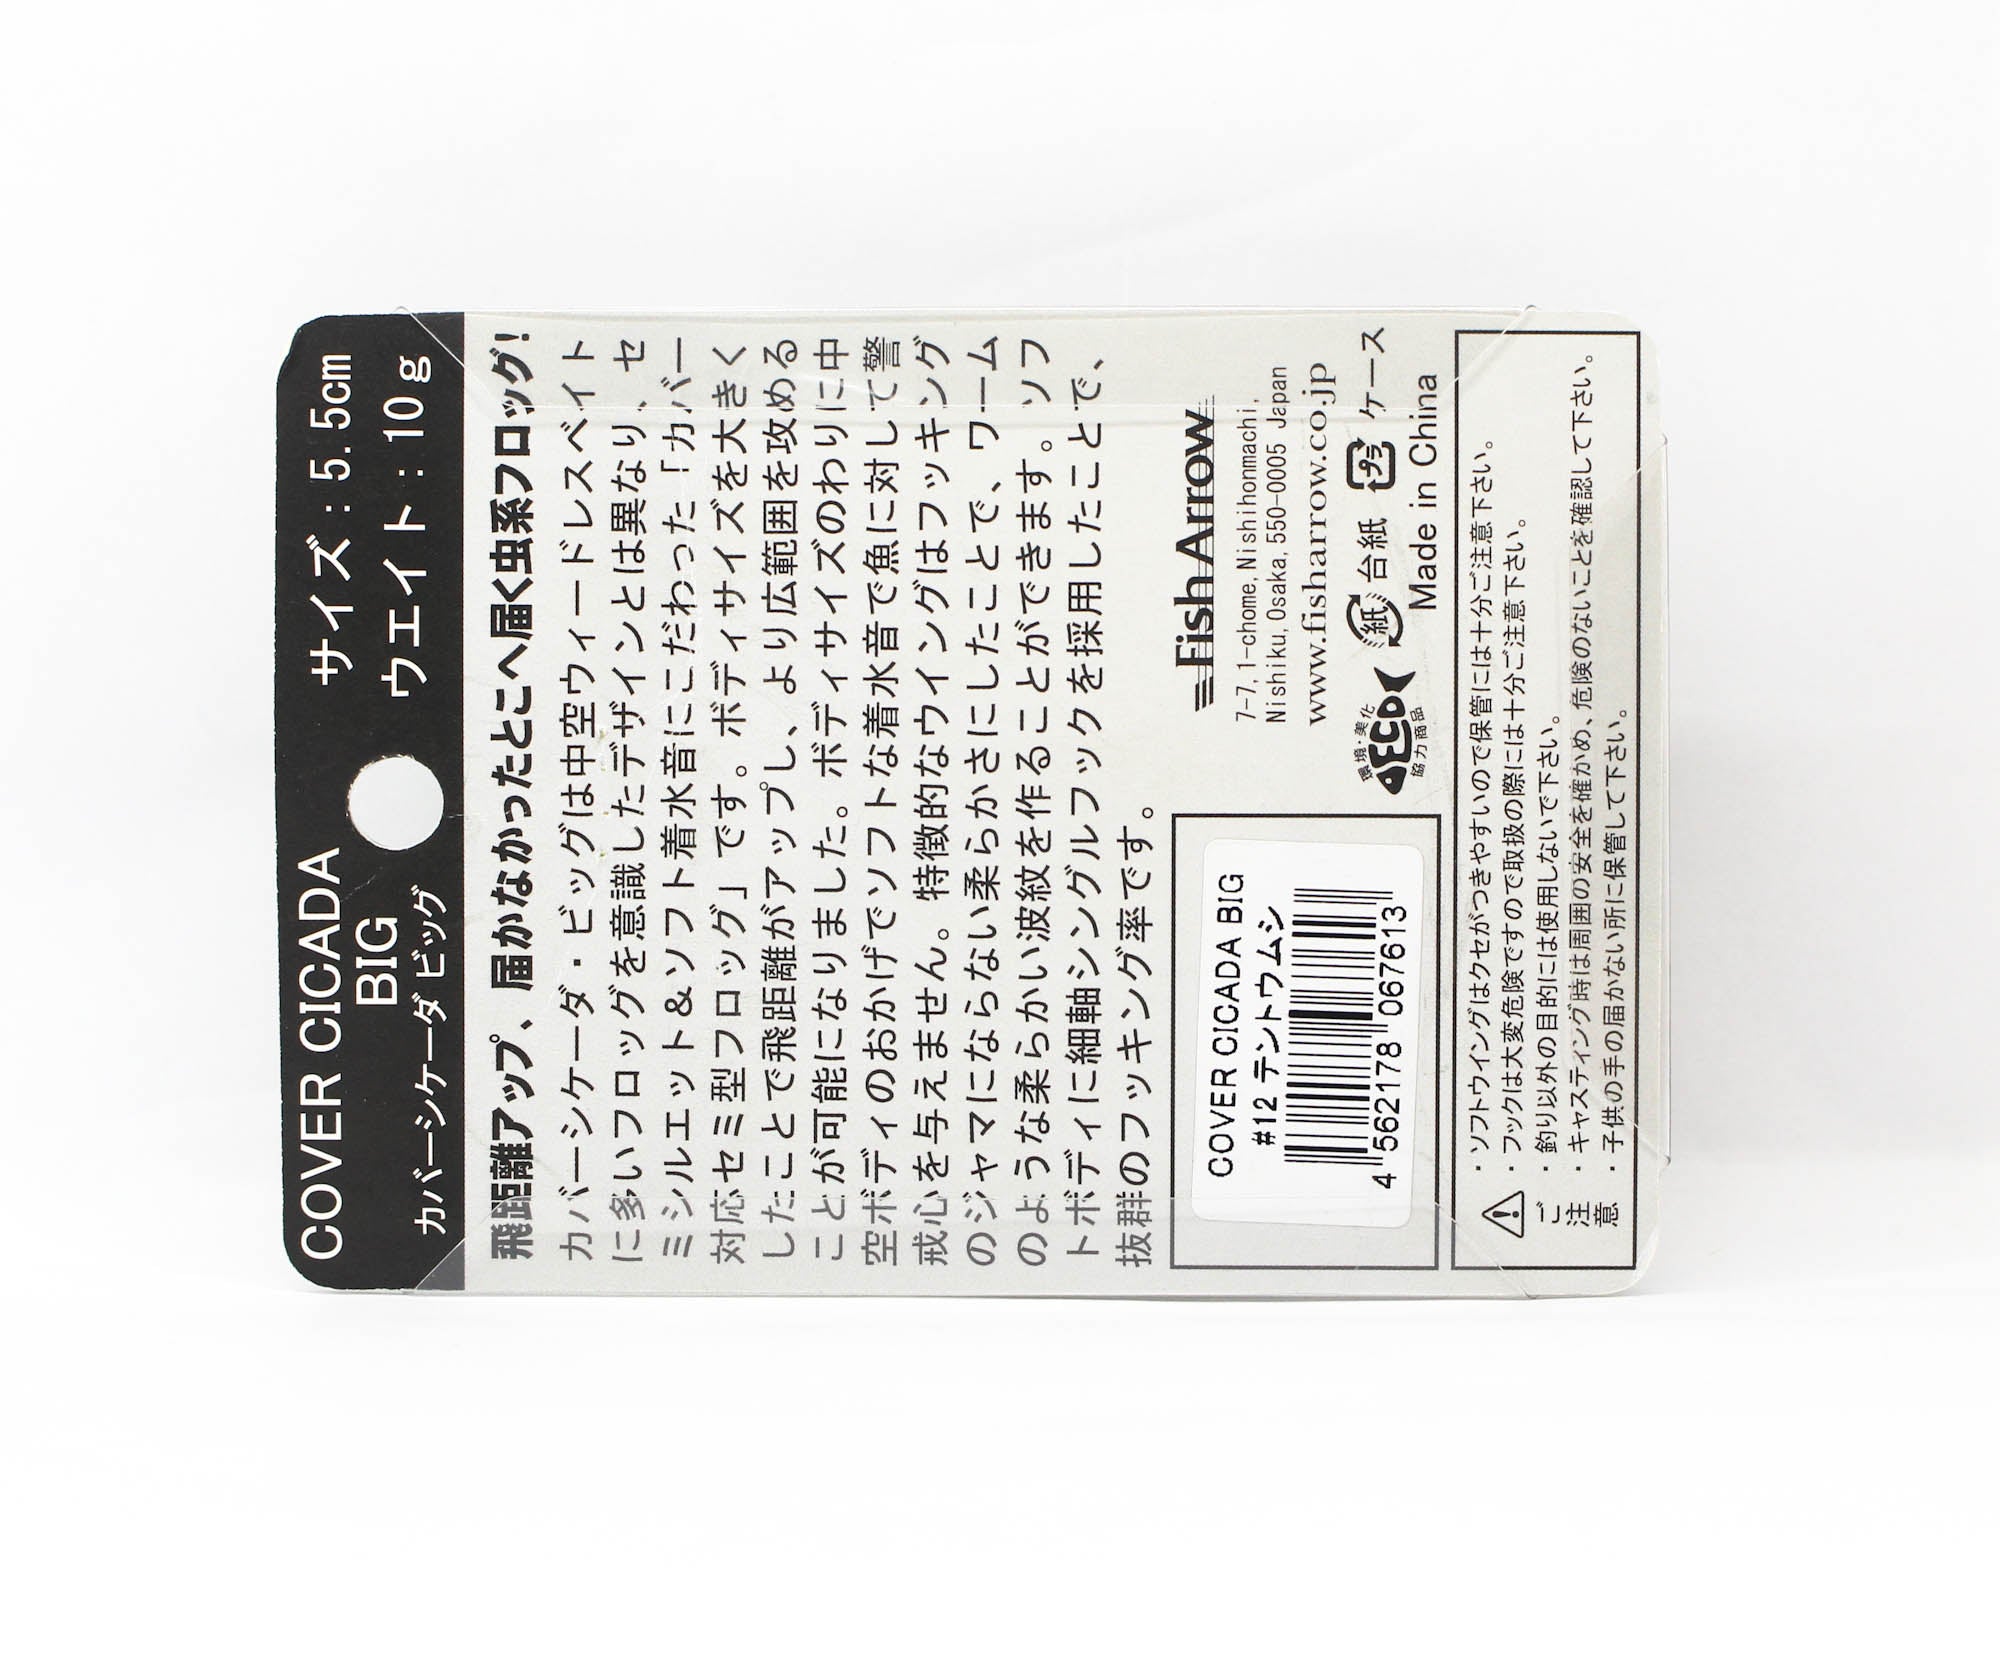 COVER CICADA
BIG
カバーシケーダ ビッグ
サイズ：5.5cm
ウエイト：10g
飛距離アップ、届かなかったとこへ届く虫系フロッグ！
カバーシケーダ・ビッグは中空ウィードレスベイト
に多いフロッグを意識したデザインとは異なり、セ
ミシルエット＆ソフト着水音にこだわった「カバー
対応セミ型フロッグ」です。ボディサイズを大きく
したことで飛距離がアップし、より広範囲を攻める
ことが可能になりました。ボディサイズのわりに中
空ボディのおかげでソフトな着水音で魚に対して警
戒心を与えません。特徴的なウイングはフッキング
のジャマにならない柔らかさにしたことで、ワーム
のような柔らかい波紋を作ることができます。ソフ
トボディに細軸シングルフックを採用したことで、
抜群のフッキング率です。
COVER CICADA BIG
#12 テントウムシ
4 562178 067613
FishArrow
7-7,1-chome,Nishihonmachi,
Nishiku,Osaka,550-0005 Japan
www.fisharrow.co.jp
環境・美化
ECO
協力商品
紙 台紙 プラ ケース
Made in China
ご注意
・ソフトウイングはクセがつきやすいので保管には十分ご注意下さい。
・フックは大変危険ですので取扱の際には十分ご注意下さい。
・釣り以外の目的には使用しないで下さい。
・キャスティング時は周囲の安全を確かめ、危険のないことを確認して下さい。
・子供の手の届かない所に保管して下さい。